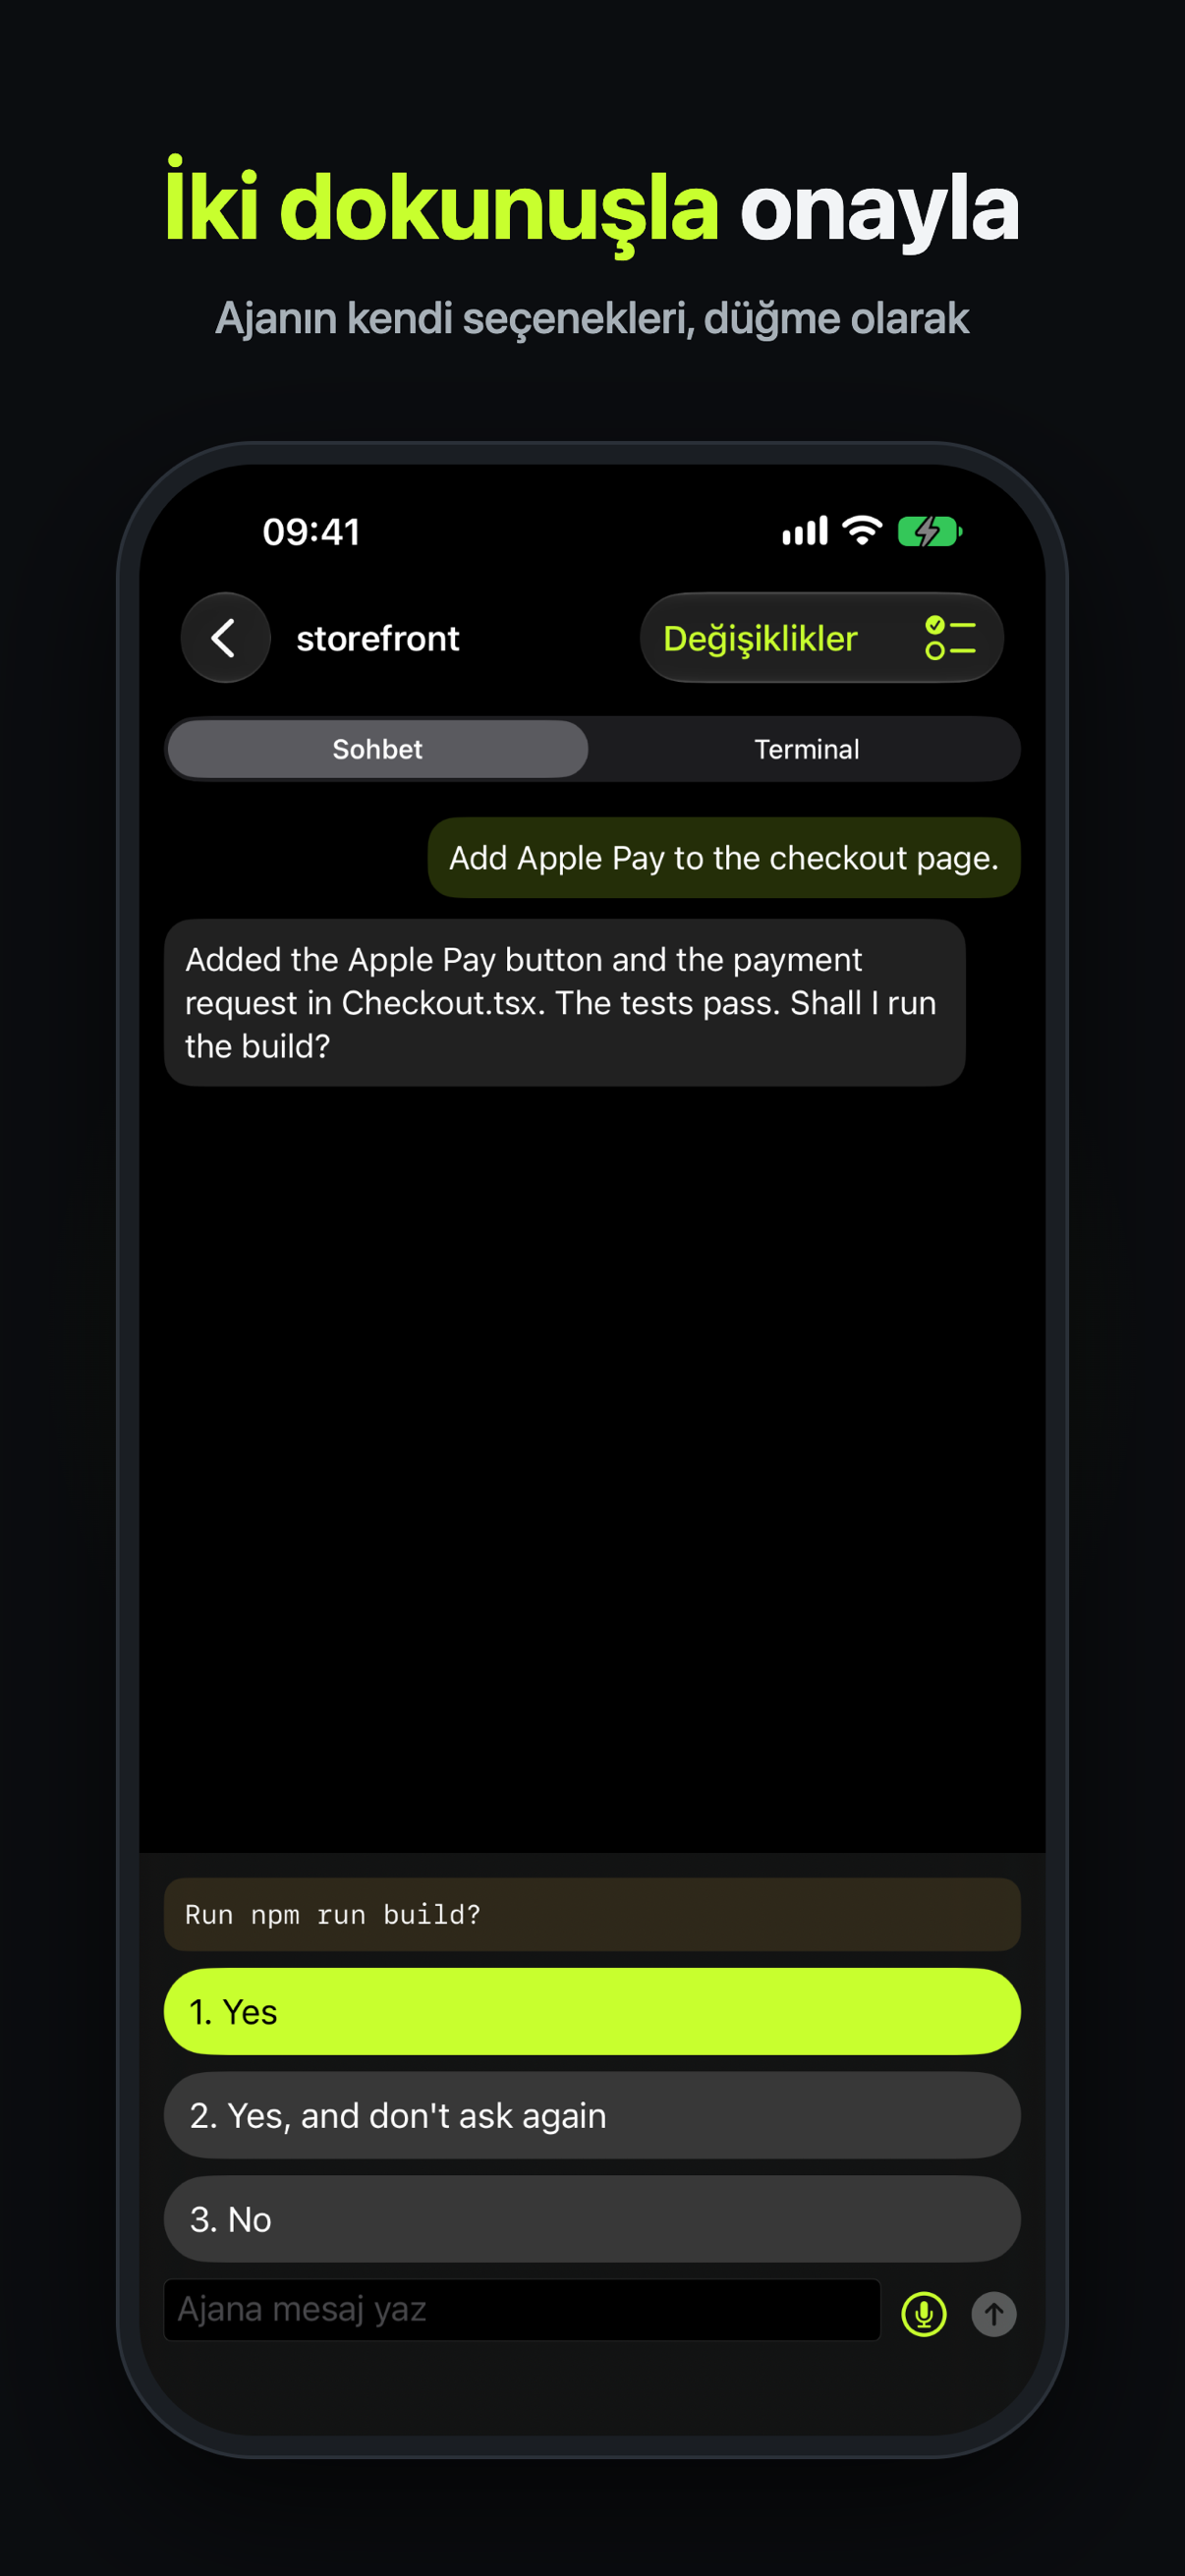 İki dokunuşla onayla
Ajanın kendi seçenekleri, düğme olarak
09:41
storefront
Değişiklikler
Sohbet
Terminal
Add Apple Pay to the checkout page.
Added the Apple Pay button and the payment
request in Checkout.tsx. The tests pass. Shall I run
the build?
Run npm run build?
1. Yes
2. Yes, and don't ask again
3. No
Ajana mesaj yaz